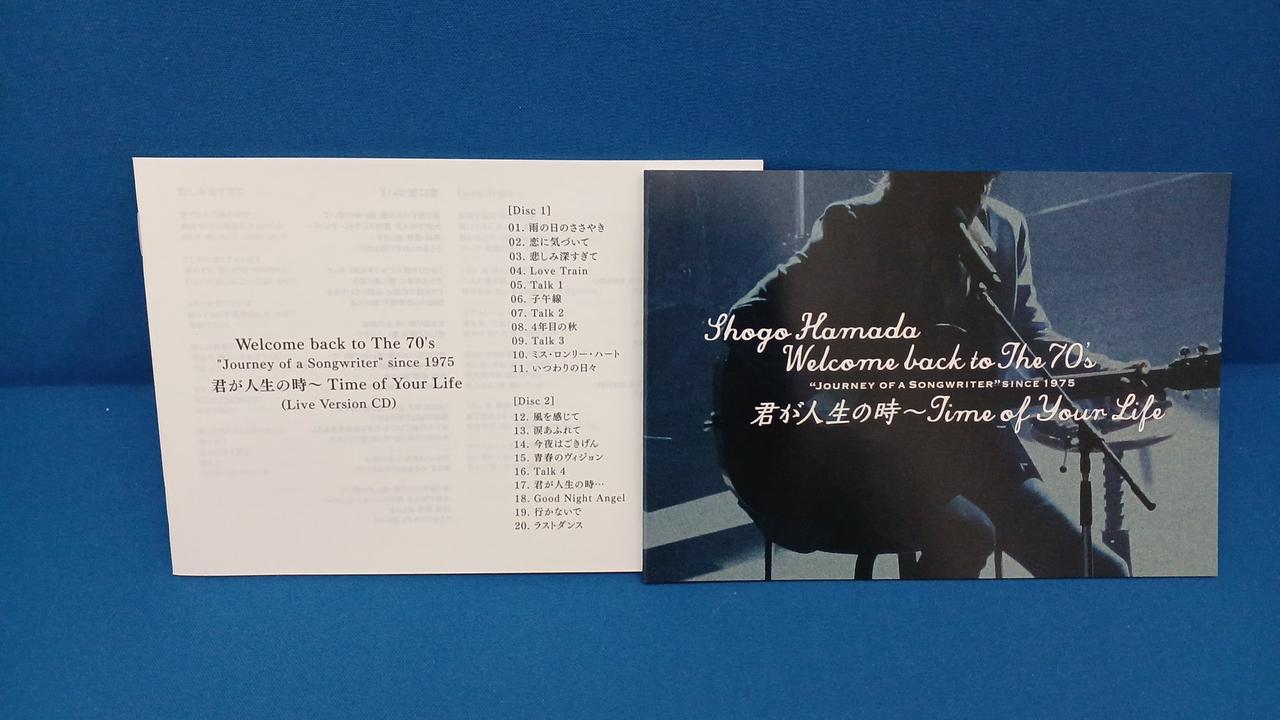 Welcome back to The 70's
"Journey of a Songwriter" since 1975
君が人生の時～ Time of Your Life
(Live Version CD)
[Disc 1]
01. 雨の日のささやき
02. 恋に気づいて
03. 悲しみ深すぎて
04. Love Train
05. Talk 1
06. 子午線
07. Talk 2
08. 4年目の秋
09. Talk 3
10. ミス・ロンリー・ハート
11. いつわりの日々
[Disc 2]
12. 風を感じて
13. 涙あふれて
14. 今夜はごきげん
15. 青春のヴィジョン
16. Talk 4
17. 君が人生の時…
18. Good Night Angel
19. 行かないで
20. ラストダンス
Shogo Hamada
Welcome back to The 70's
"JOURNEY OF A SONGWRITER" SINCE 1975
君が人生の時～Time of Your Life